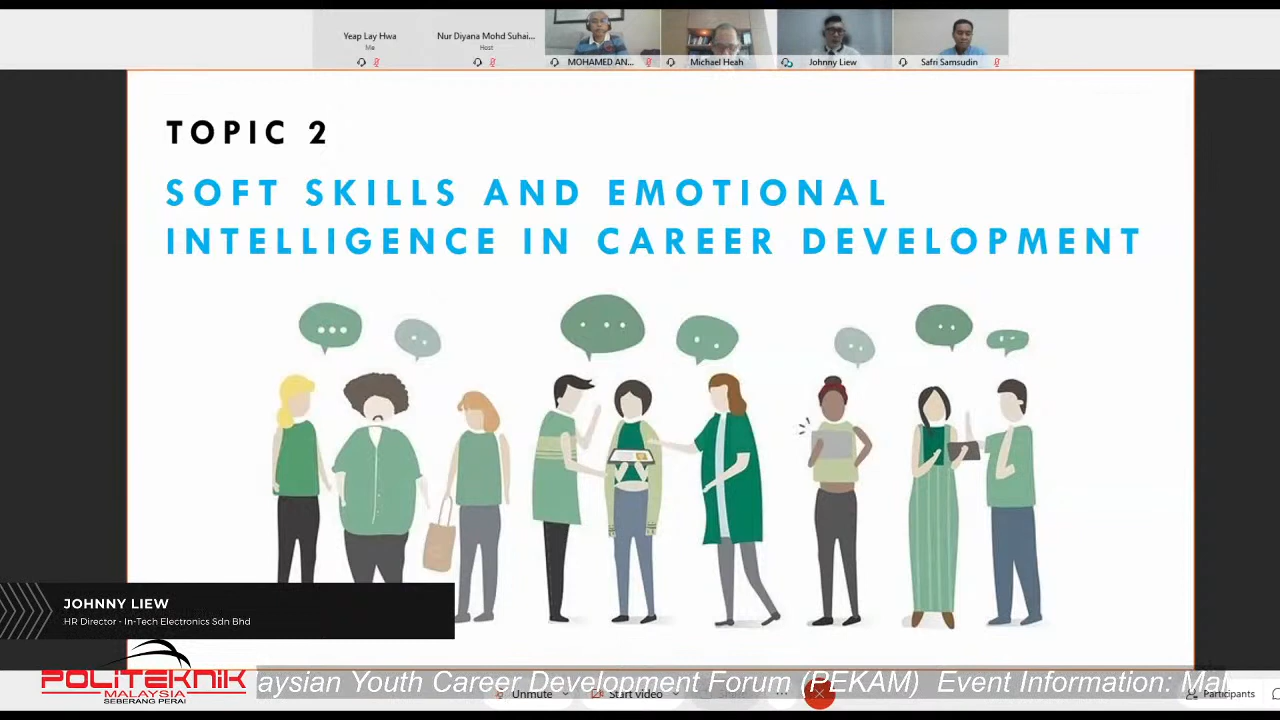 Yeap Lay Hwa
Me
Nur Diyana Mohd Suhai...
Host
MOHAMED AN...
Michael Heah
Johnny Liew
Safri Samsudin
TOPIC 2
SOFT SKILLS AND EMOTIONAL
INTELLIGENCE IN CAREER DEVELOPMENT
JOHNNY LIEW
HR Director - In-Tech Electronics Sdn Bhd
POLITEKNIK
MALAYSIA
SEBERANG PERAI
aysian Youth Career Development Forum (PEKAM) Event Information: Mal
Unmute
Start video
Participants